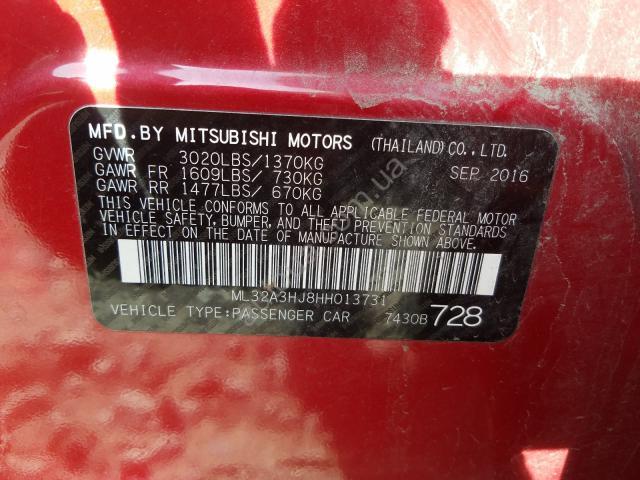 MFD.BY MITSUBISHI MOTORS (THAILAND) CO., LTD.
GVWR 3020LBS/1370KG SEP 2016
GAWR FR 1609LBS/ 730KG
GAWR RR 1477LBS/ 670KG
THIS VEHICLE CONFORMS TO ALL APPLICABLE FEDERAL MOTOR
VEHICLE SAFETY, BUMPER, AND THEFT PREVENTION STANDARDS
IN EFFECT ON THE DATE OF MANUFACTURE SHOWN ABOVE.
ML32A3HJ8HH013731
VEHICLE TYPE:PASSENGER CAR 7430B 728